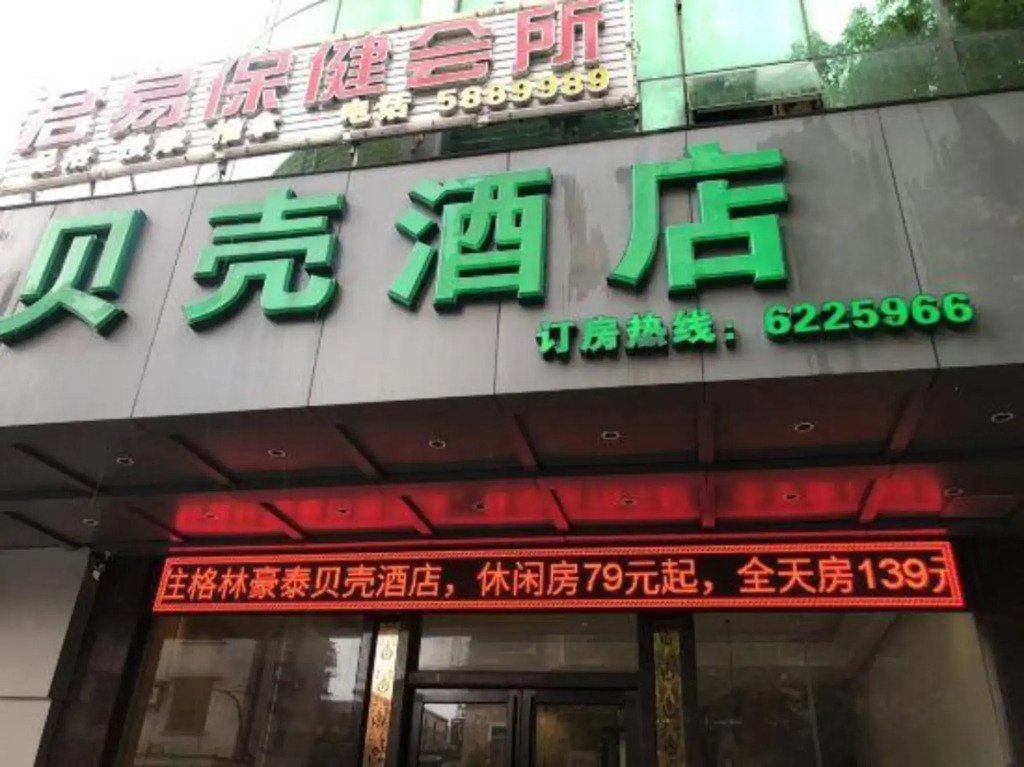 君易保健会所
电话 5889989
贝壳酒店
订房热线：6225966
住格林豪泰贝壳酒店，休闲房79元起，全天房139元